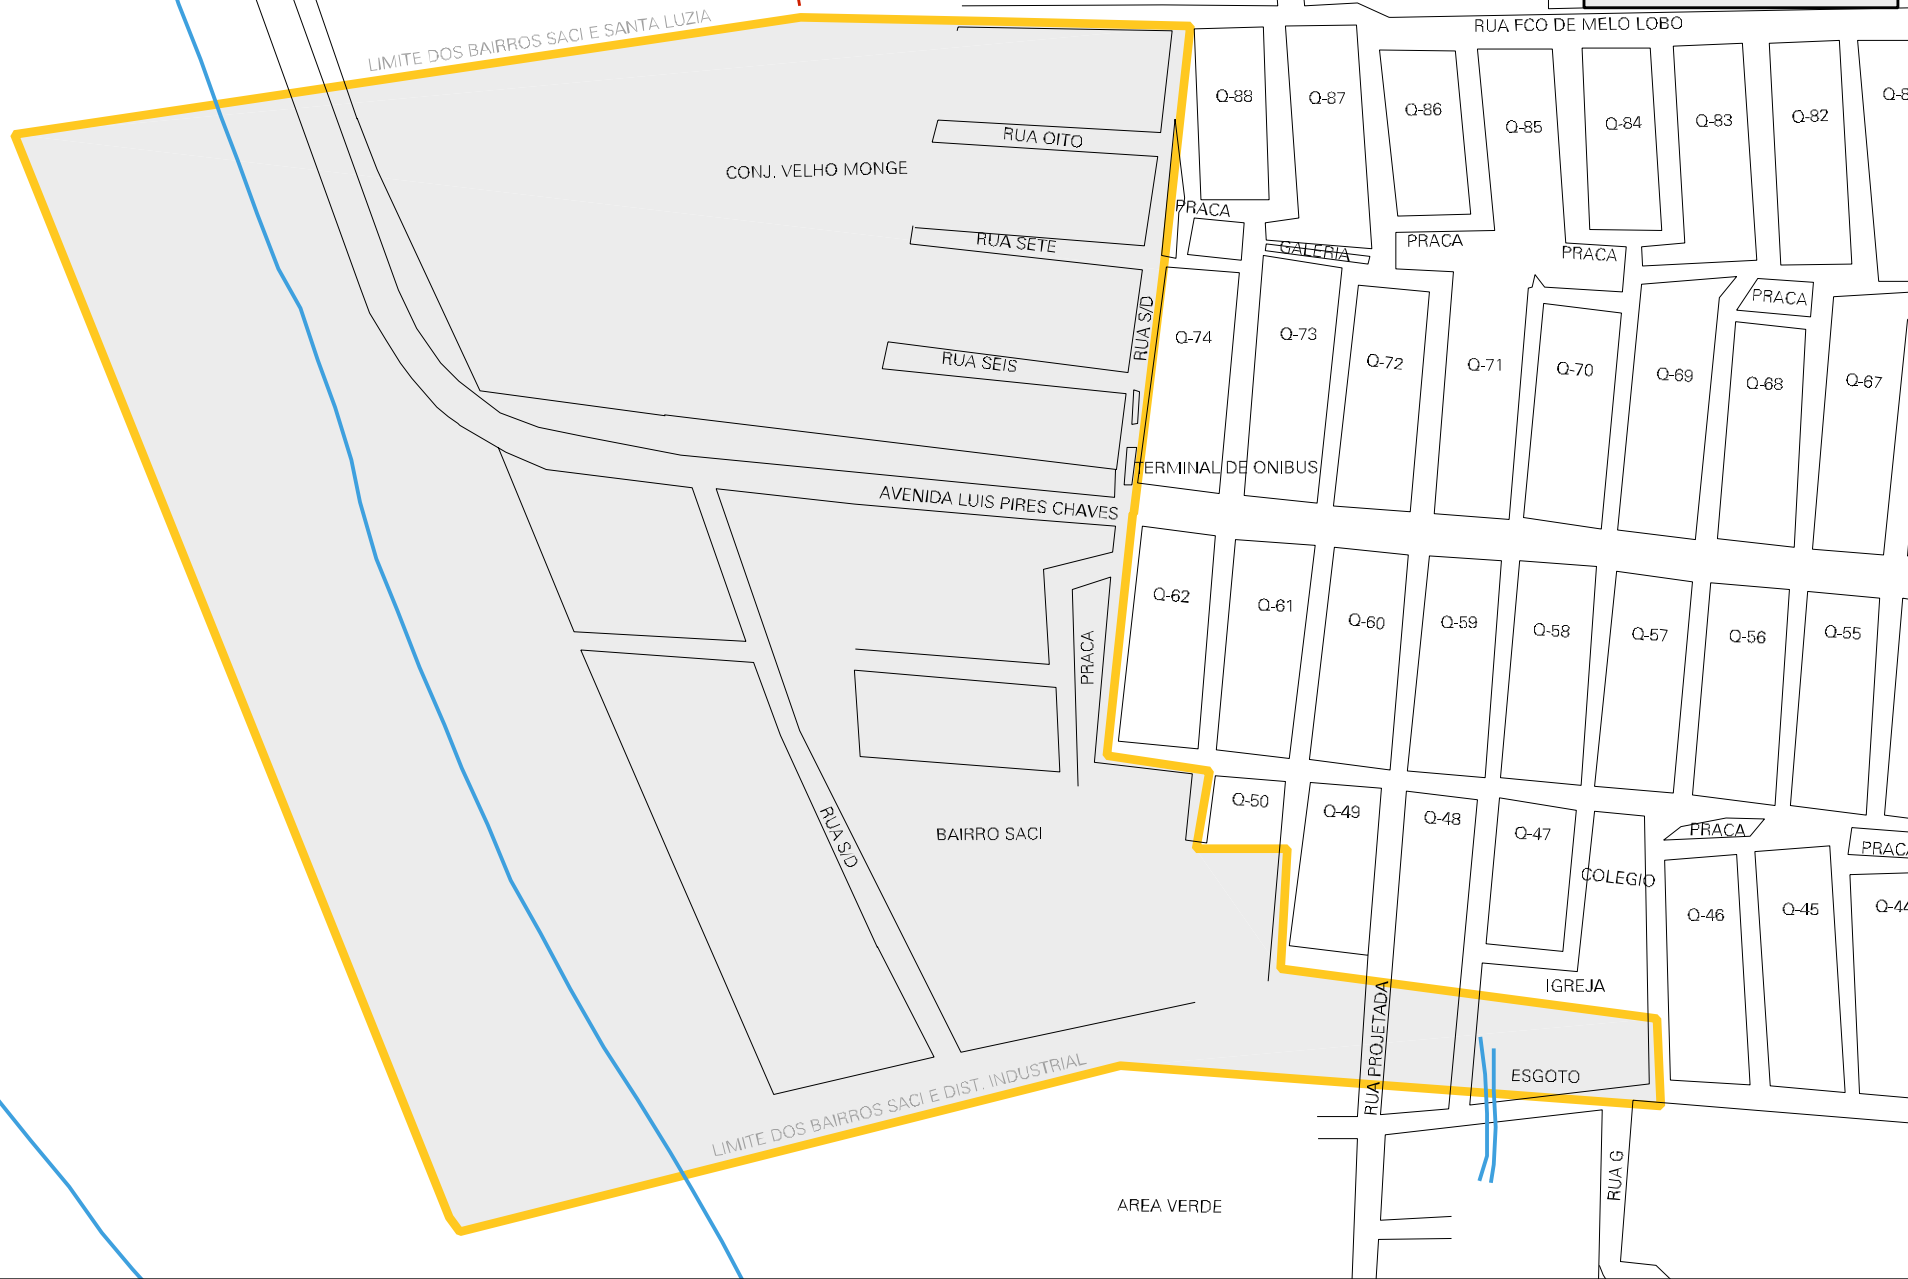 LIMITE DOS BAIRROS SACI E SANTA LUZIA
RUA FCO DE MELO LOBO
Q-88
Q-87
Q-86
Q-85
Q-84
Q-83
Q-82
RUA OITO
CONJ. VELHO MONGE
PRACA
RUA SETE
GALERIA
PRACA
PRACA
PRACA
RUA S/D
Q-74
Q-73
Q-72
Q-71
Q-70
Q-69
Q-68
Q-67
RUA SEIS
TERMINAL DE ONIBUS
AVENIDA LUIS PIRES CHAVES
Q-62
Q-61
Q-60
Q-59
Q-58
Q-57
Q-56
Q-55
PRACA
Q-50
Q-49
Q-48
Q-47
PRACA
PRACA
RUA S/D
BAIRRO SACI
COLEGIO
Q-46
Q-45
Q-44
IGREJA
RUA PROJETADA
ESGOTO
LIMITE DOS BAIRROS SACI E DIST. INDUSTRIAL
RUA G
AREA VERDE